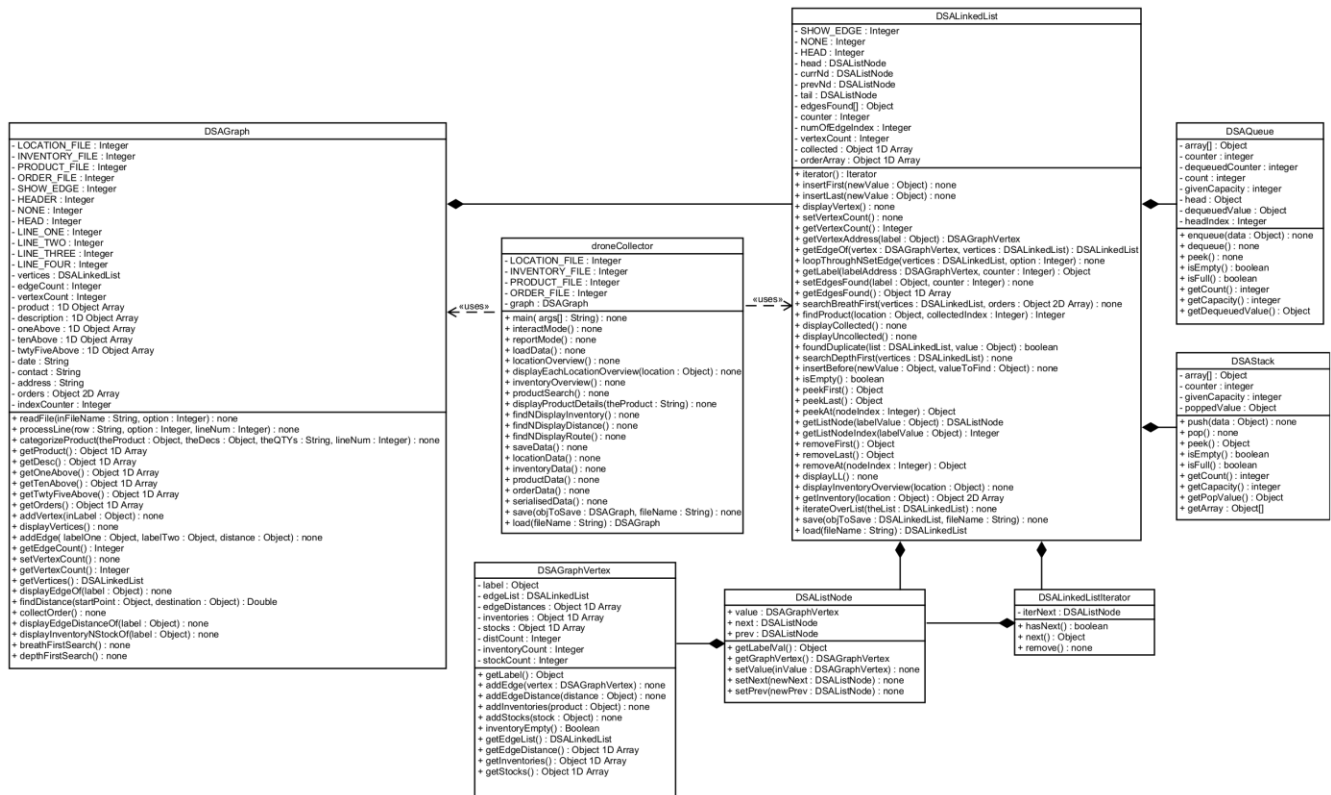 DSAGraph
- LOCATION_FILE : Integer
- INVENTORY_FILE : Integer
- PRODUCT_FILE : Integer
- ORDER_FILE : Integer
- SHOW_EDGE : Integer
- HEADER : Integer
- NONE : Integer
- HEAD : Integer
- LINE_ONE : Integer
- LINE_TWO : Integer
- LINE_THREE : Integer
- LINE_FOUR : Integer
- vertices : DSALinkedList
- edgeCount : Integer
- vertexCount : Integer
- product : 1D Object Array
- description : 1D Object Array
- oneAbove : 1D Object Array
- tenAbove : 1D Object Array
- twtyFiveAbove : 1D Object Array
- date : String
- contact : String
- address : String
- orders : Object 2D Array
- indexCounter : Integer
+ readFile(inFileName : String, option : Integer) : none
+ processLine(row : String, option : Integer, lineNum : Integer) : none
+ categorizeProduct(theProduct : Object, theDecs : Object, theQTYs : String, lineNum : Integer) : none
+ getProduct() : Object 1D Array
+ getDesc() : Object 1D Array
+ getOneAbove() : Object 1D Array
+ getTenAbove() : Object 1D Array
+ getTwtyFiveAbove() : Object 1D Array
+ getOrders() : Object 1D Array
+ addVertex(inLabel : Object) : none
+ displayVertices() : none
+ addEdge( labelOne : Object, labelTwo : Object, distance : Object) : none
+ getEdgeCount() : Integer
+ setVertexCount() : none
+ getVertexCount() : Integer
+ getVertices() : DSALinkedList
+ displayEdgeOf(label : Object) : none
+ findDistance(startPoint : Object, destination : Object) : Double
+ collectOrder() : none
+ displayEdgeDistanceOf(label : Object) : none
+ displayInventoryNStockOf(label : Object) : none
+ breathFirstSearch() : none
+ depthFirstSearch() : none
«uses»
droneCollector
- LOCATION_FILE : Integer
- INVENTORY_FILE : Integer
- PRODUCT_FILE : Integer
- ORDER_FILE : Integer
- graph : DSAGraph
+ main( args[] : String) : none
+ interactMode() : none
+ reportMode() : none
+ loadData() : none
+ locationOverview() : none
+ displayEachLocationOverview(location : Object) : none
+ inventoryOverview() : none
+ productSearch() : none
+ displayProductDetails(theProduct : String) : none
+ findNDisplayInventory() : none
+ findNDisplayDistance() : none
+ findNDisplayRoute() : none
+ saveData() : none
+ locationData() : none
+ inventoryData() : none
+ productData() : none
+ orderData() : none
+ serialisedData() : none
+ save(objToSave : DSAGraph, fileName : String) : none
+ load(fileName : String) : DSAGraph
«uses»
DSALinkedList
- SHOW_EDGE : Integer
- NONE : Integer
- HEAD : Integer
- head : DSAListNode
- currNd : DSAListNode
- prevNd : DSAListNode
- tail : DSAListNode
- edgesFound[] : Object
- counter : Integer
- numOfEdgeIndex : Integer
- vertexCount : Integer
- collected : Object 1D Array
- orderArray : Object 1D Array
+ iterator() : Iterator
+ insertFirst(newValue : Object) : none
+ insertLast(newValue : Object) : none
+ displayVertex() : none
+ setVertexCount() : none
+ getVertexCount() : Integer
+ getVertexAddress(label : Object) : DSAGraphVertex
+ getEdgeOf(vertex : DSAGraphVertex, vertices : DSALinkedList) : DSALinkedList
+ loopThroughNSetEdge(vertices : DSALinkedList, option : Integer) : none
+ getLabel(labelAddress : DSAGraphVertex, counter : Integer) : Object
+ setEdgesFound(label : Object, counter : Integer) : none
+ getEdgesFound() : Object 1D Array
+ searchBreathFirst(vertices : DSALinkedList, orders : Object 2D Array) : none
+ findProduct(location : Object, collectedIndex : Integer) : Integer
+ displayCollected() : none
+ displayUncollected() : none
+ foundDuplicate(list : DSALinkedList, value : Object) : boolean
+ searchDepthFirst(vertices : DSALinkedList) : none
+ insertBefore(newValue : Object, valueToFind : Object) : none
+ isEmpty() : boolean
+ peekFirst() : Object
+ peekLast() : Object
+ peekAt(nodeIndex : Integer) : Object
+ getListNode(labelValue : Object) : DSAListNode
+ getListNodeIndex(labelValue : Object) : Integer
+ removeFirst() : Object
+ removeLast() : Object
+ removeAt(nodeIndex : Integer) : Object
+ displayLL() : none
+ displayInventoryOverview(location : Object) : none
+ getInventory(location : Object) : Object 2D Array
+ iterateOverList(theList : DSALinkedList) : none
+ save(objToSave : DSALinkedList, fileName : String) : none
+ load(fileName : String) : DSALinkedList
DSAQueue
- array[] : Object
- counter : integer
- dequeuedCounter : integer
- count : integer
- givenCapacity : integer
- head : Object
- dequeuedValue : Object
- headIndex : Integer
+ enqueue(data : Object) : none
+ dequeue() : none
+ peek() : none
+ isEmpty() : boolean
+ isFull() : boolean
+ getCount() : integer
+ getCapacity() : integer
+ getDequeuedValue() : Object
DSAStack
- array[] : Object
- counter : integer
- givenCapacity : integer
- poppedValue : Object
+ push(data : Object) : none
+ pop() : none
+ peek() : Object
+ isEmpty() : boolean
+ isFull() : boolean
+ getCount() : integer
+ getCapacity() : integer
+ getPopValue() : Object
+ getArray : Object[]
DSAGraphVertex
- label : Object
- edgeList : DSALinkedList
- edgeDistances : Object 1D Array
- inventories : Object 1D Array
- stocks : Object 1D Array
- distCount : Integer
- inventoryCount : Integer
- stockCount : Integer
+ getLabel() : Object
+ addEdge(vertex : DSAGraphVertex) : none
+ addEdgeDistance(distance : Object) : none
+ addInventories(product : Object) : none
+ addStocks(stock : Object) : none
+ inventoryEmpty() : Boolean
+ getEdgeList() : DSALinkedList
+ getEdgeDistance() : Object 1D Array
+ getInventories() : Object 1D Array
+ getStocks() : Object 1D Array
DSAListNode
+ value : DSAGraphVertex
+ next : DSAListNode
+ prev : DSAListNode
+ getLabelVal() : Object
+ getGraphVertex() : DSAGraphVertex
+ setValue(inValue : DSAGraphVertex) : none
+ setNext(newNext : DSAListNode) : none
+ setPrev(newPrev : DSAListNode) : none
DSALinkedListIterator
- iterNext : DSAListNode
+ hasNext() : boolean
+ next() : Object
+ remove() : none